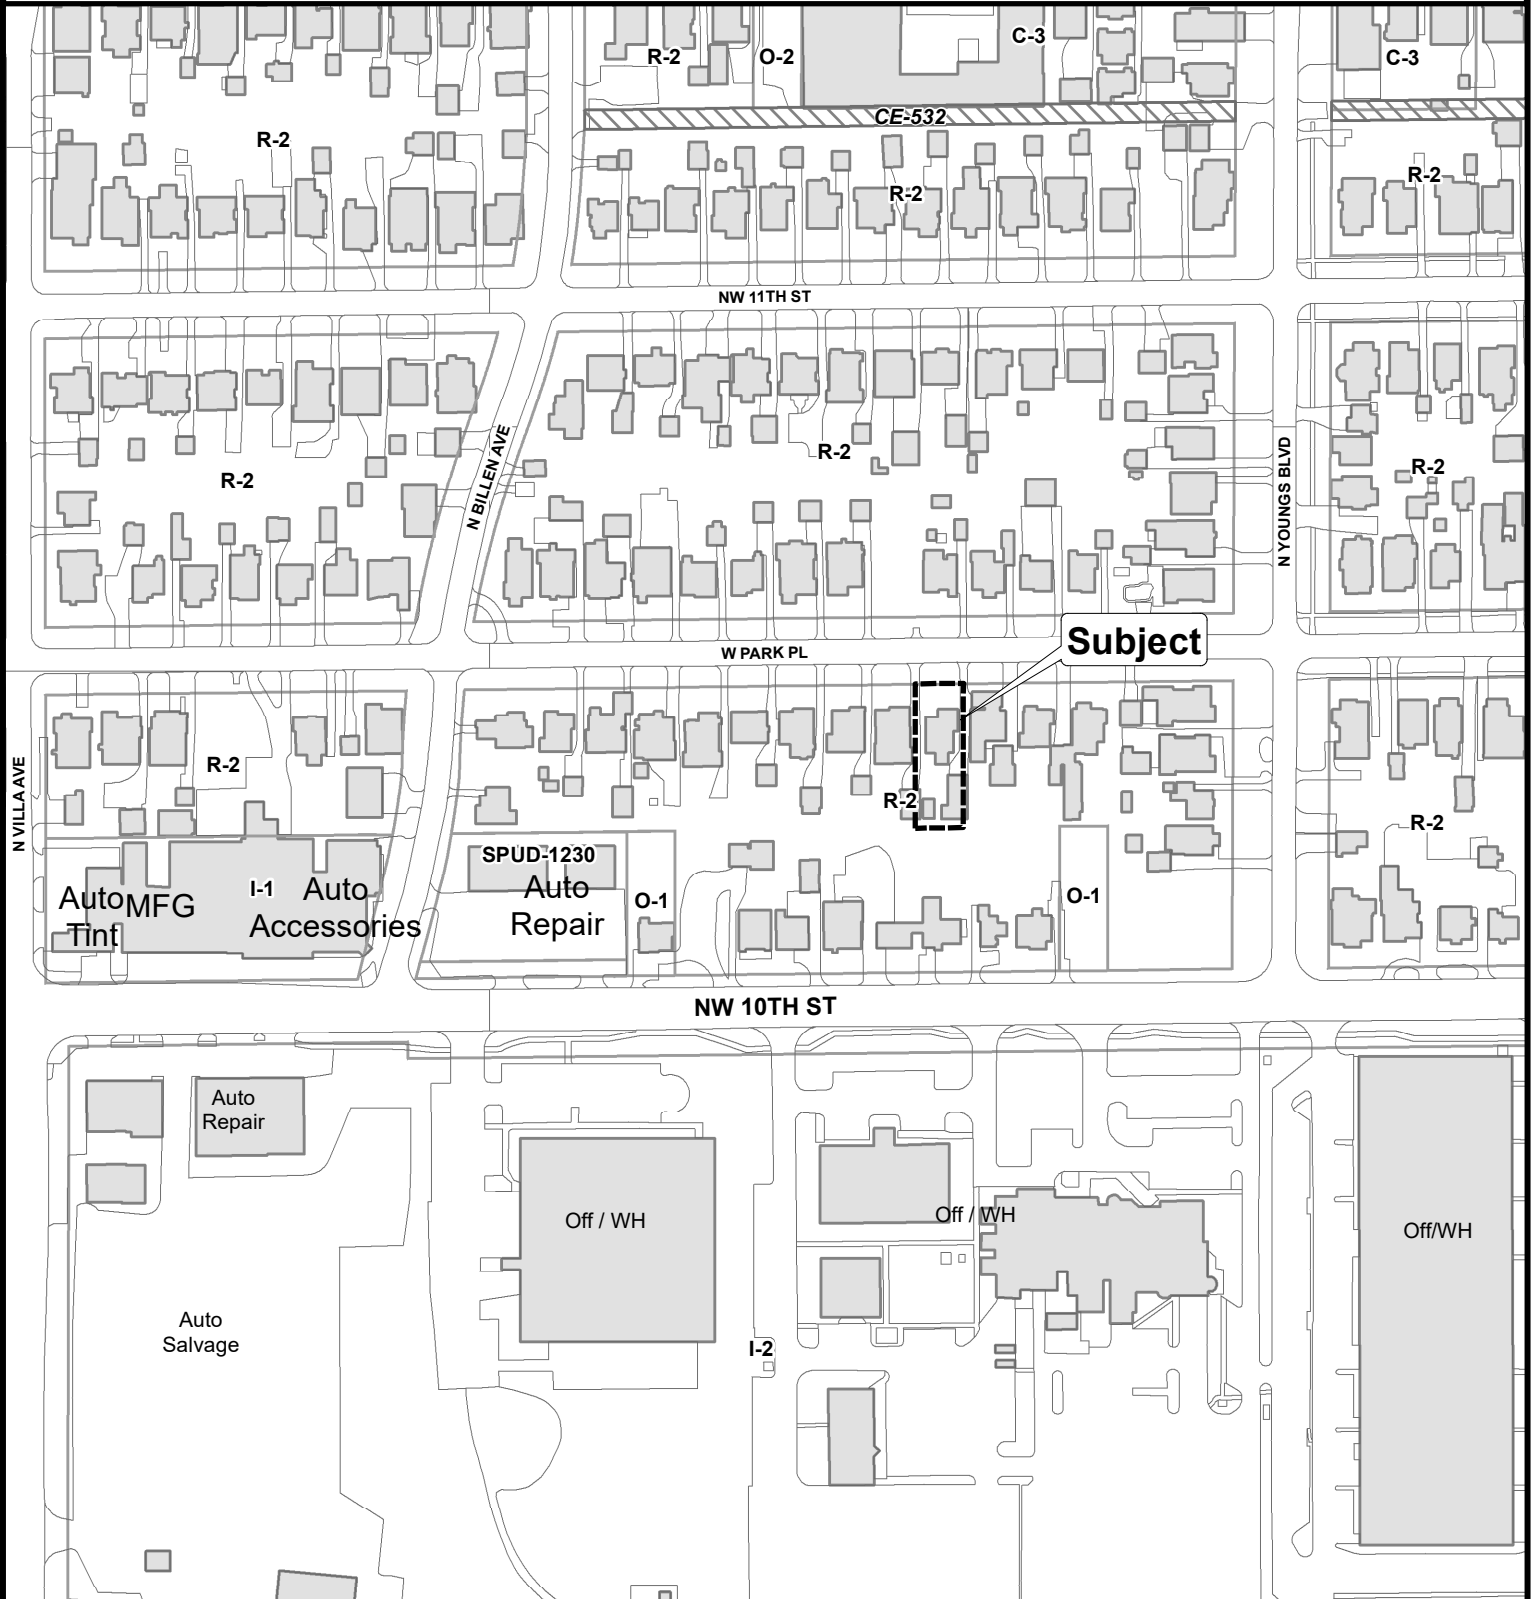 R-2
O-2
C-3
C-3
CE-532
R-2
R-2
R-2
NW 11TH ST
N BILLEN AVE
N YOUNGS BLVD
R-2
R-2
R-2
Subject
W PARK PL
N VILLA AVE
R-2
R-2
R-2
SPUD-1230
Auto
Repair
O-1
O-1
Auto
Tint
MFG
I-1
Auto
Accessories
NW 10TH ST
Auto
Repair
Off / WH
Off / WH
Off/WH
Auto
Salvage
I-2